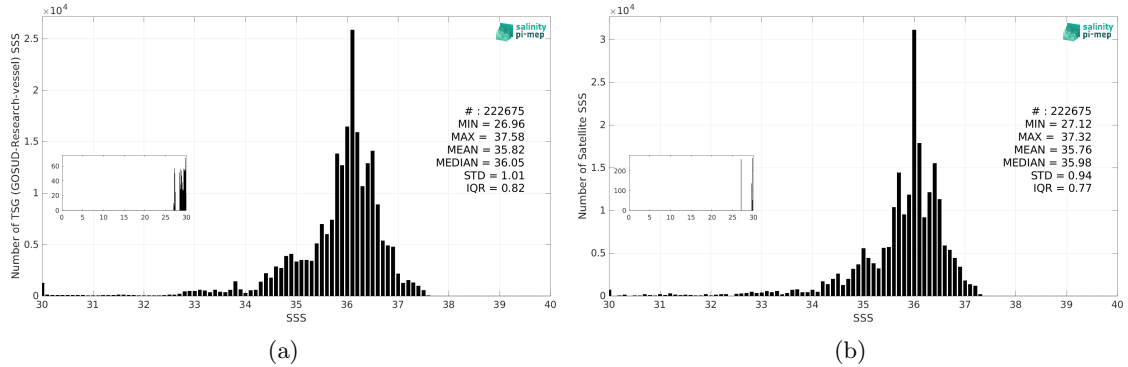 ×10⁴
2.5
2
1.5
1
0.5
0
Number of TSG (GOSUD-Research-vessel) SSS
salinity
pi-mep
# : 222675
MIN = 26.96
MAX = 37.58
MEAN = 35.82
MEDIAN = 36.05
STD = 1.01
IQR = 0.82
60
40
20
0
0 5 10 15 20 25 30
30 31 32 33 34 35 36 37 38 39 40
SSS
(a)
×10⁴
3
2.5
2
1.5
1
0.5
0
Number of Satellite SSS
salinity
pi-mep
# : 222675
MIN = 27.12
MAX = 37.32
MEAN = 35.76
MEDIAN = 35.98
STD = 0.94
IQR = 0.77
200
100
0
0 5 10 15 20 25 30
30 31 32 33 34 35 36 37 38 39 40
SSS
(b)